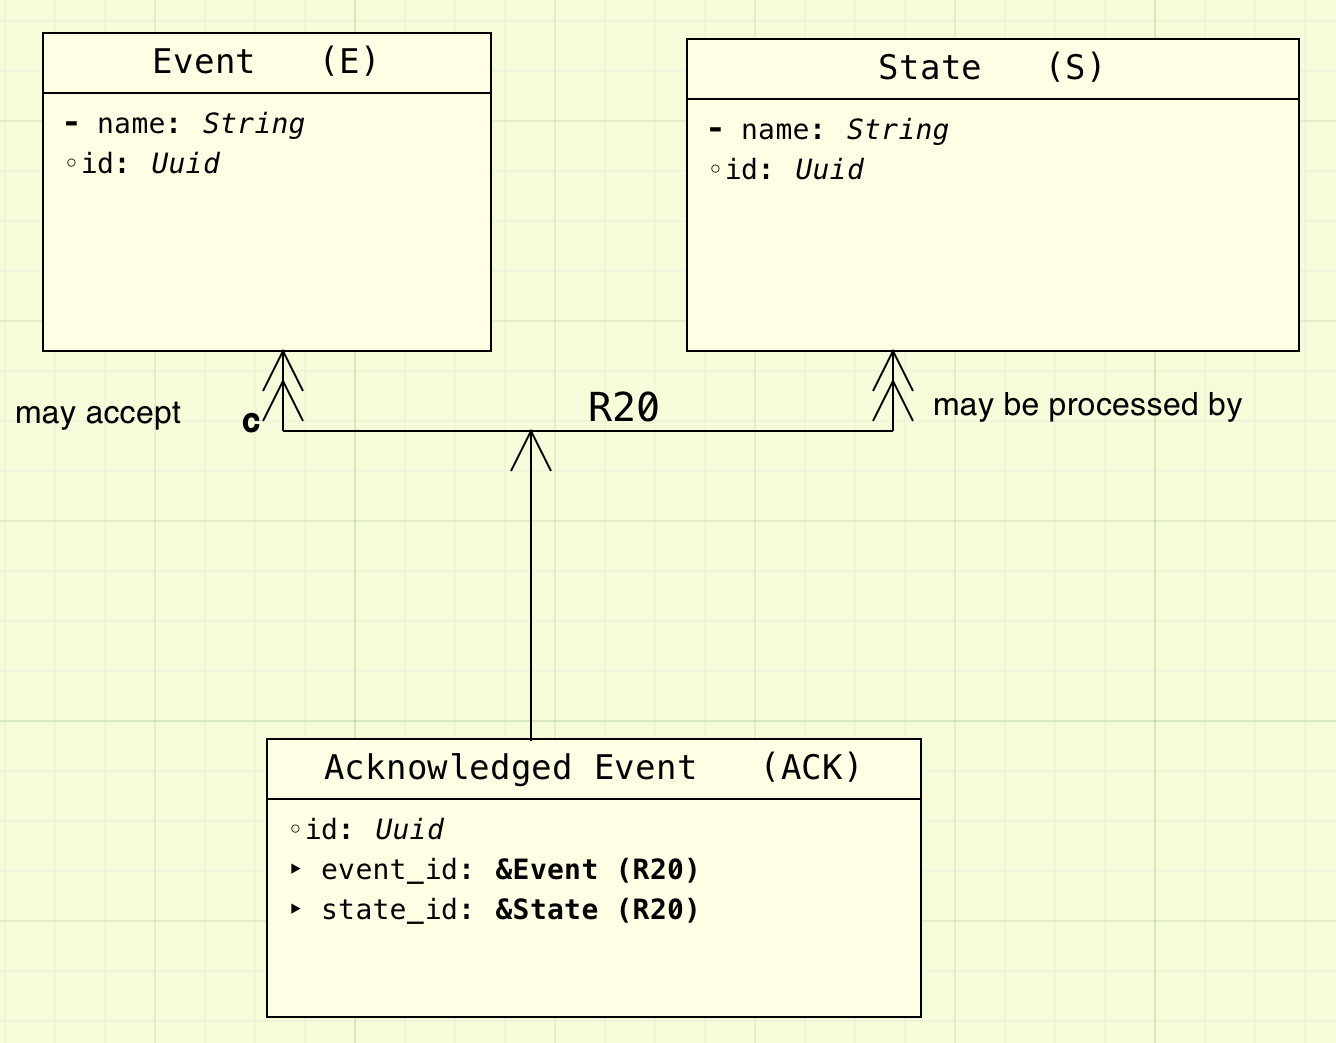 Event (E)
- name: String
◦id: Uuid
State (S)
- name: String
◦id: Uuid
may accept
c
R20
may be processed by
Acknowledged Event (ACK)
◦id: Uuid
▸ event_id: &Event (R20)
▸ state_id: &State (R20)